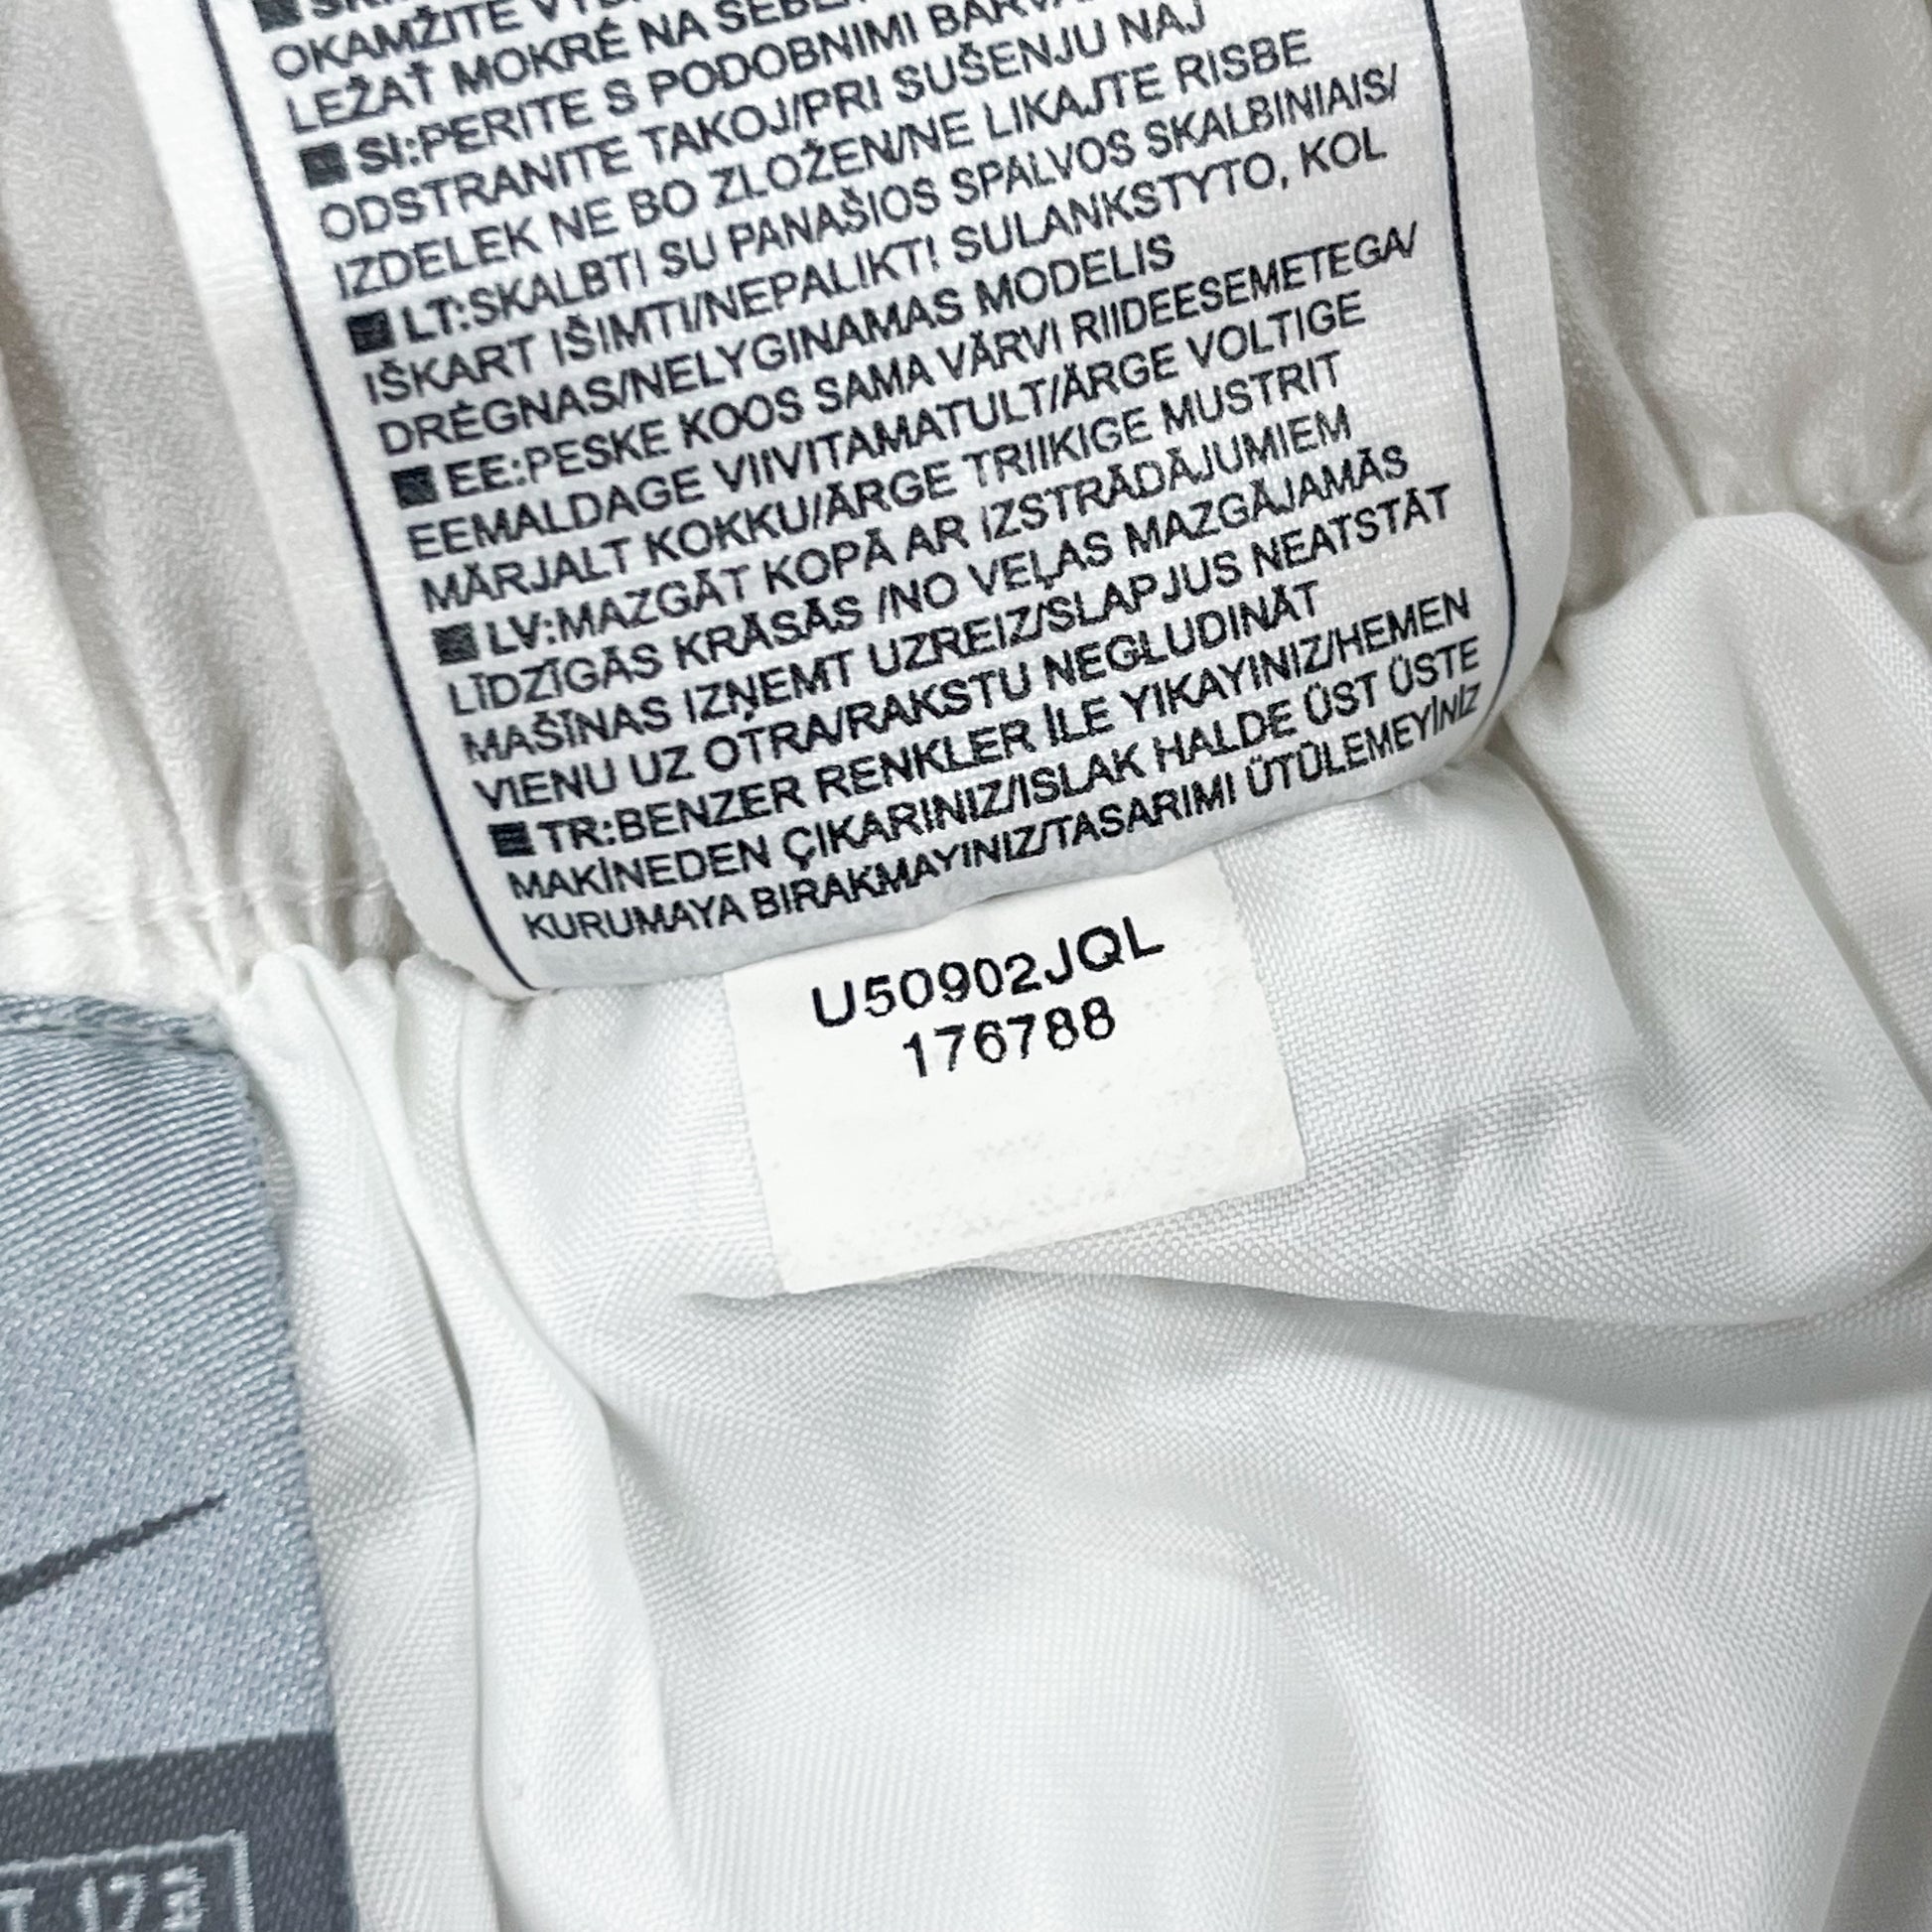 OKAMŽITE
LEŽAŤ MOKRÉ NA SEBE
■ SI:PERITE S PODOBNIMI
ODSTRANITE TAKOJ/PRI SUŠENJU NAJ
IZDELEK NE BO ZLOŽEN/NE LIKAJTE RISBE
■ LT:SKALBTI SU PANAŠIOS SPALVOS SKALBINIAIS/
IŠKART IŠIMTI/NEPALIKTI SULANKSTYTO, KOL
DRĖGNAS/NELYGINAMAS MODELIS
■ EE:PESKE KOOS SAMA VÄRVI RIIDEESEMETEGA/
EEMALDAGE VIIVITAMATULT/ÄRGE VOLTIGE
MÄRJALT KOKKU/ÄRGE TRIIKIGE MUSTRIT
■ LV:MAZGĀT KOPĀ AR IZSTRĀDĀJUMIEM
LĪDZĪGĀS KRĀSĀS /NO VEĻAS MAZGĀJAMĀS
MAŠĪNAS IZŅEMT UZREIZ/SLAPJUS NEATSTĀT
VIENU UZ OTRA/RAKSTU NEGLUDINĀT
■ TR:BENZER RENKLER İLE YIKAYINIZ/HEMEN
MAKİNEDEN ÇIKARINIZ/ISLAK HALDE ÜST ÜSTE
KURUMAYA BIRAKMAYINIZ/TASARIMI ÜTÜLEMEYİNİZ
U50902JQL
176788